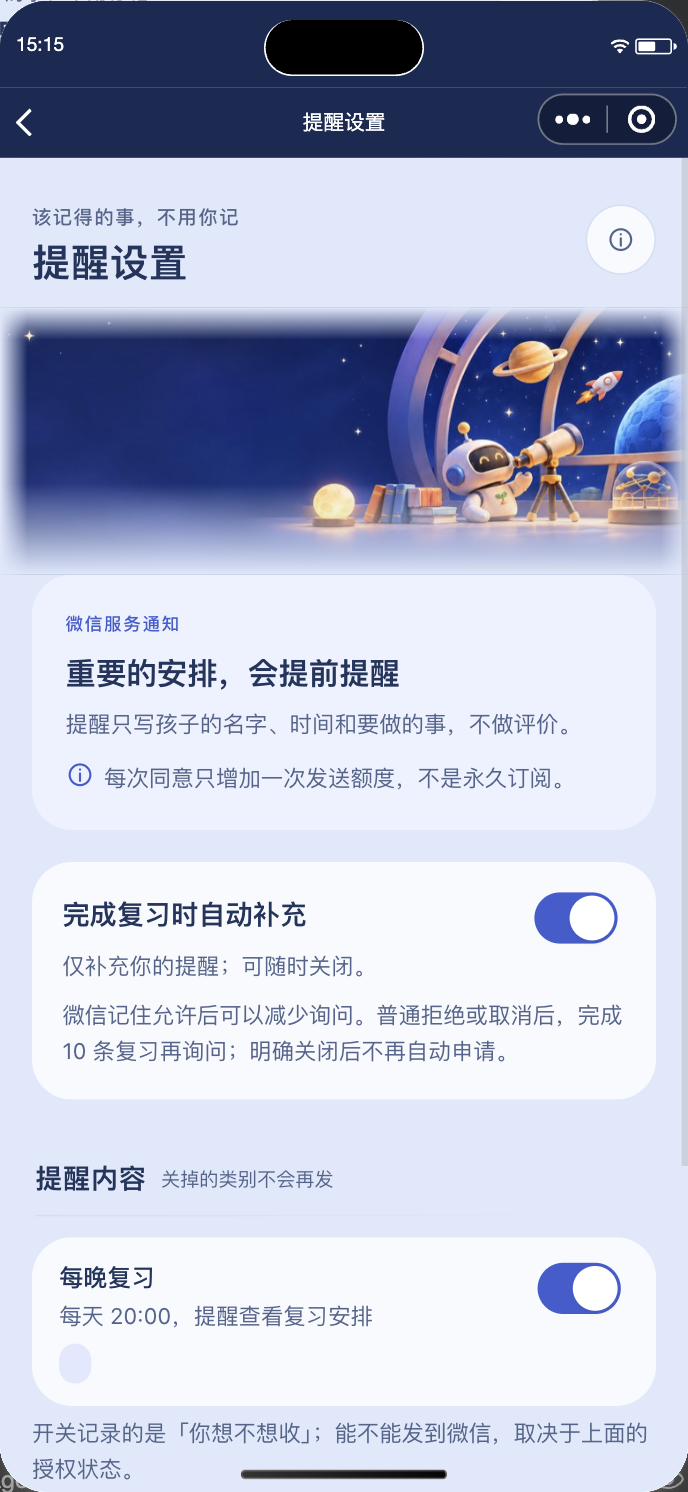 15:15
提醒设置
该记得的事，不用你记
提醒设置
微信服务通知
重要的安排，会提前提醒
提醒只写孩子的名字、时间和要做的事，不做评价。
每次同意只增加一次发送额度，不是永久订阅。
完成复习时自动补充
仅补充你的提醒；可随时关闭。
微信记住允许后可以减少询问。普通拒绝或取消后，完成
10 条复习再询问；明确关闭后不再自动申请。
提醒内容 关掉的类别不会再发
每晚复习
每天 20:00，提醒查看复习安排
开关记录的是「你想不想收」；能不能发到微信，取决于上面的
授权状态。